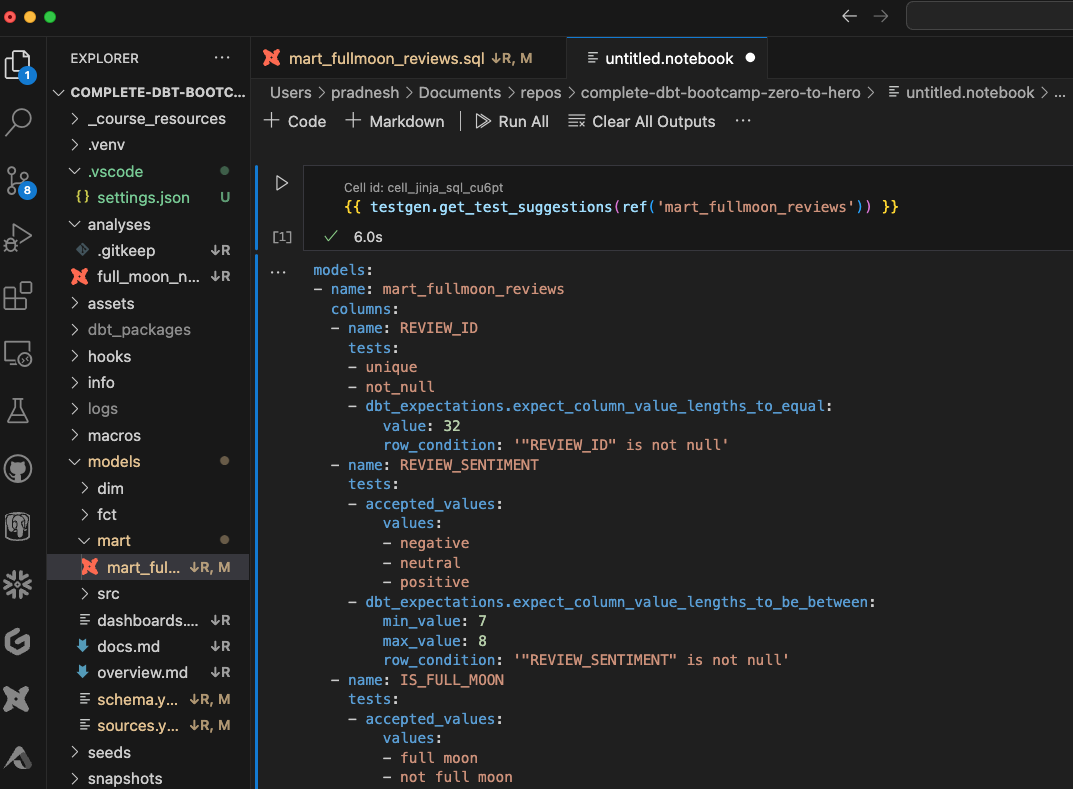 EXPLORER
···
COMPLETE-DBT-BOOTC...
_course_resources
.venv
.vscode
{} settings.json U
analyses
.gitkeep ↓R
full_moon_n... ↓R
assets
dbt_packages
hooks
info
logs
macros
models
dim
fct
mart
mart_ful... ↓R, M
src
dashboards.... ↓R
docs.md ↓R
overview.md ↓R
schema.y... ↓R, M
sources.y... ↓R, M
seeds
snapshots
1
8
mart_fullmoon_reviews.sql ↓R, M
untitled.notebook ●
Users > pradnesh > Documents > repos > complete-dbt-bootcamp-zero-to-hero > untitled.notebook > ...
+ Code + Markdown | Run All Clear All Outputs ···
Cell id: cell_jinja_sql_cu6pt
{{ testgen.get_test_suggestions(ref('mart_fullmoon_reviews')) }}
[1] ✓ 6.0s
···
models:
- name: mart_fullmoon_reviews
columns:
- name: REVIEW_ID
tests:
- unique
- not_null
- dbt_expectations.expect_column_value_lengths_to_equal:
value: 32
row_condition: '"REVIEW_ID" is not null'
- name: REVIEW_SENTIMENT
tests:
- accepted_values:
values:
- negative
- neutral
- positive
- dbt_expectations.expect_column_value_lengths_to_be_between:
min_value: 7
max_value: 8
row_condition: '"REVIEW_SENTIMENT" is not null'
- name: IS_FULL_MOON
tests:
- accepted_values:
values:
- full moon
- not full moon